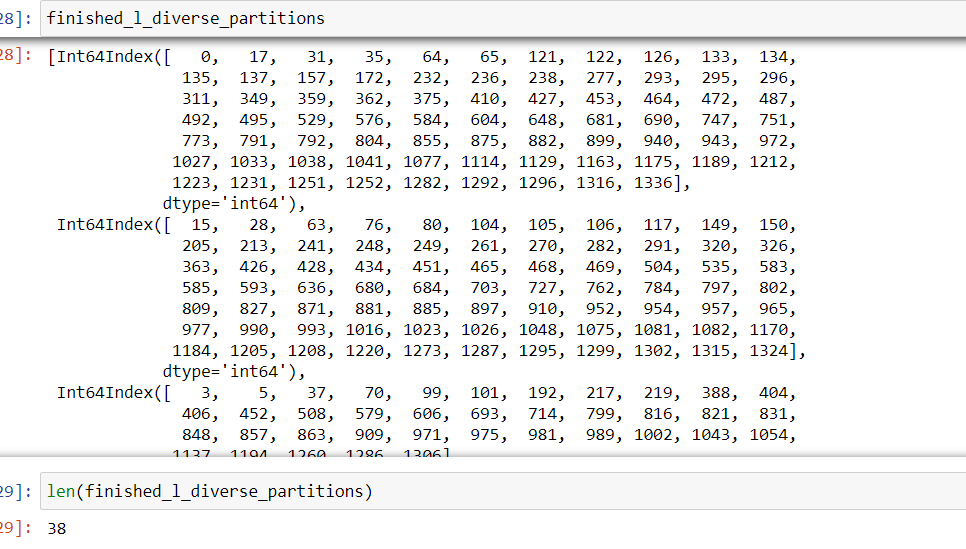 28]: finished_l_diverse_partitions
28]: [Int64Index([   0,   17,   31,   35,   64,   65,  121,  122,  126,  133,  134,
             135,  137,  157,  172,  232,  236,  238,  277,  293,  295,  296,
             311,  349,  359,  362,  375,  410,  427,  453,  464,  472,  487,
             492,  495,  529,  576,  584,  604,  648,  681,  690,  747,  751,
             773,  791,  792,  804,  855,  875,  882,  899,  940,  943,  972,
            1027, 1033, 1038, 1041, 1077, 1114, 1129, 1163, 1175, 1189, 1212,
            1223, 1231, 1251, 1252, 1282, 1292, 1296, 1316, 1336],
           dtype='int64'),
Int64Index([  15,   28,   63,   76,   80,  104,  105,  106,  117,  149,  150,
             205,  213,  241,  248,  249,  261,  270,  282,  291,  320,  326,
             363,  426,  428,  434,  451,  465,  468,  469,  504,  535,  583,
             585,  593,  636,  680,  684,  703,  727,  762,  784,  797,  802,
             809,  827,  871,  881,  885,  897,  910,  952,  954,  957,  965,
             977,  990,  993, 1016, 1023, 1026, 1048, 1075, 1081, 1082, 1170,
            1184, 1205, 1208, 1220, 1273, 1287, 1295, 1299, 1302, 1315, 1324],
           dtype='int64'),
Int64Index([   3,    5,   37,   70,   99,  101,  192,  217,  219,  388,  404,
             406,  452,  508,  579,  606,  693,  714,  799,  816,  821,  831,
             848,  857,  863,  909,  971,  975,  981,  989, 1002, 1043, 1054,
            1137, 1194, 1260, 1286, 1306]
29]: len(finished_l_diverse_partitions)
29]: 38